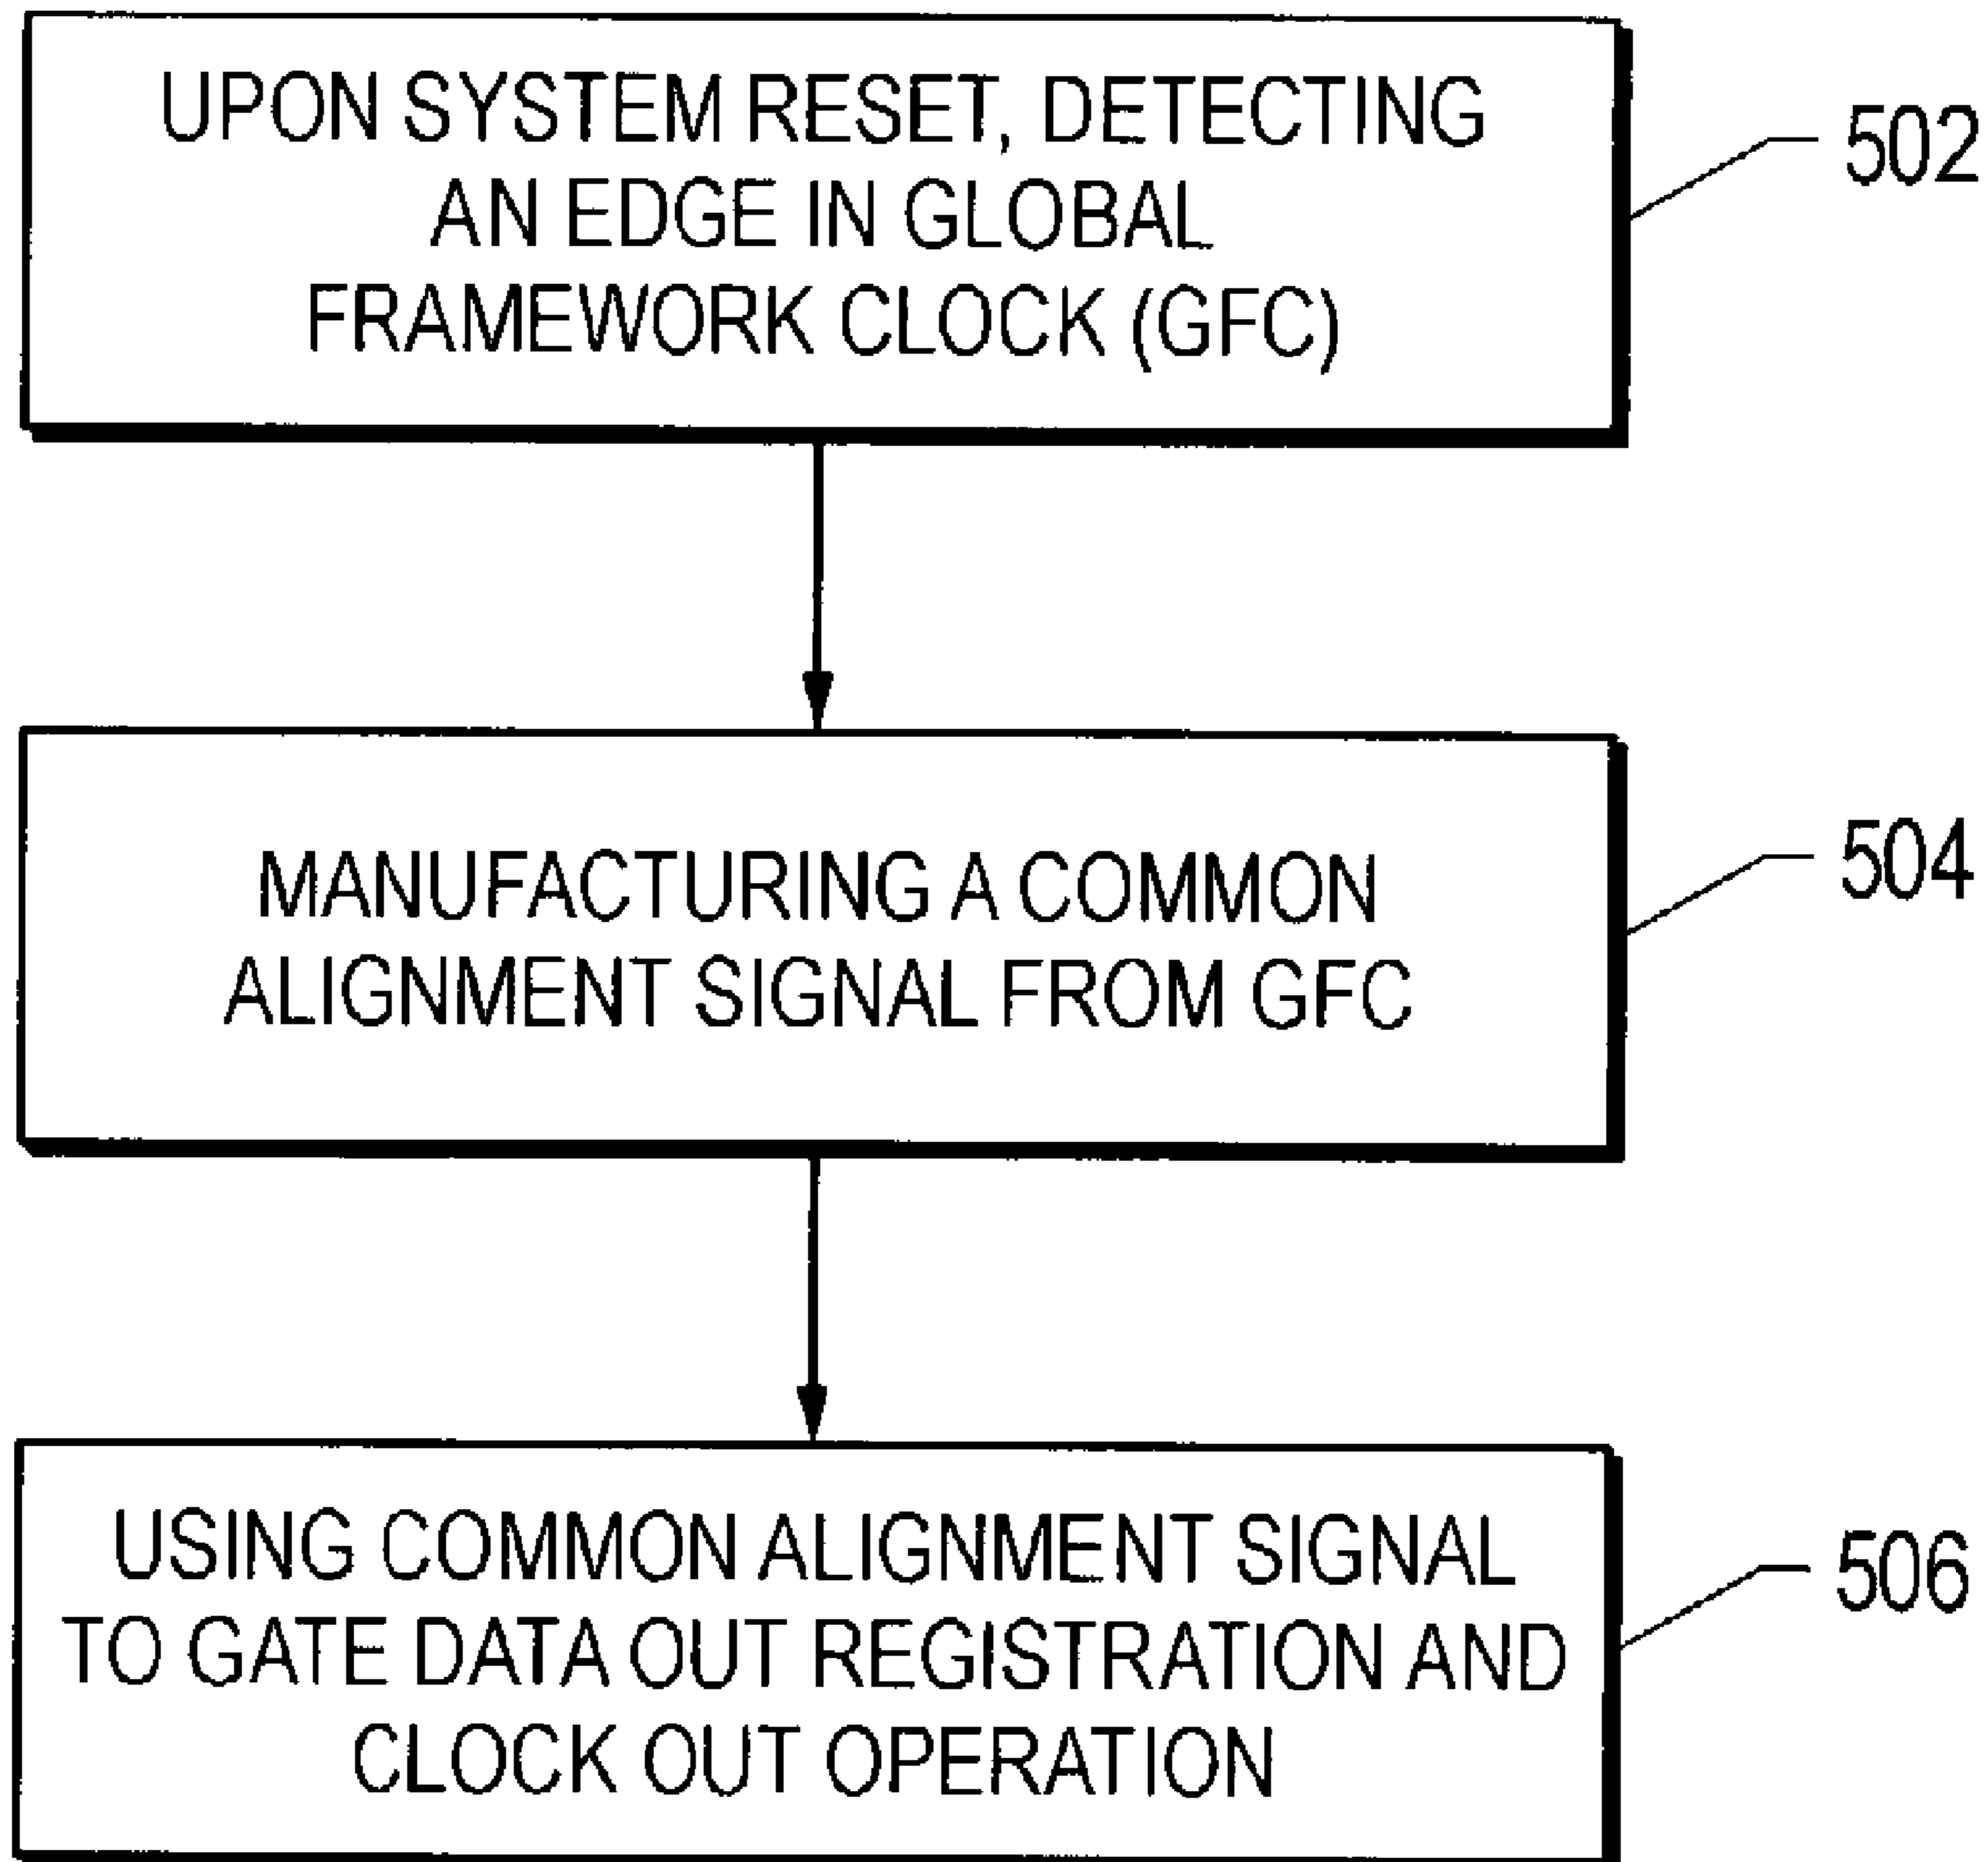 UPON SYSTEM RESET, DETECTING
AN EDGE IN GLOBAL
FRAMEWORK CLOCK (GFC)
502
MANUFACTURING A COMMON
ALIGNMENT SIGNAL FROM GFC
504
USING COMMON ALIGNMENT SIGNAL
TO GATE DATA OUT REGISTRATION AND
CLOCK OUT OPERATION
506